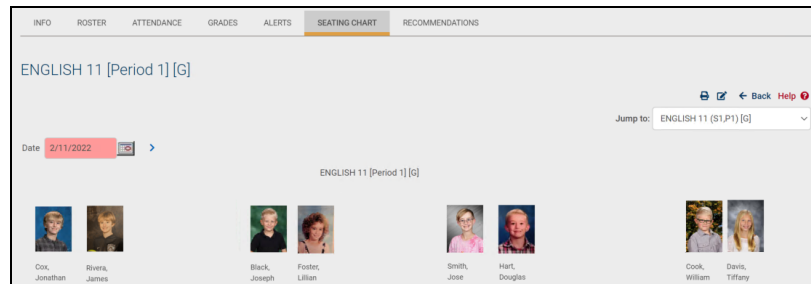 INFO ROSTER ATTENDANCE GRADES ALERTS SEATING CHART RECOMMENDATIONS
ENGLISH 11 [Period 1] [G]
Back Help
Jump to: ENGLISH 11 (S1,P1) [G]
Date 2/11/2022
ENGLISH 11 [Period 1] [G]
Cox, Rivera, Black, Foster, Smith, Hart, Cook, Davis,
Jonathan James Joseph Lillian Jose Douglas William Tiffany